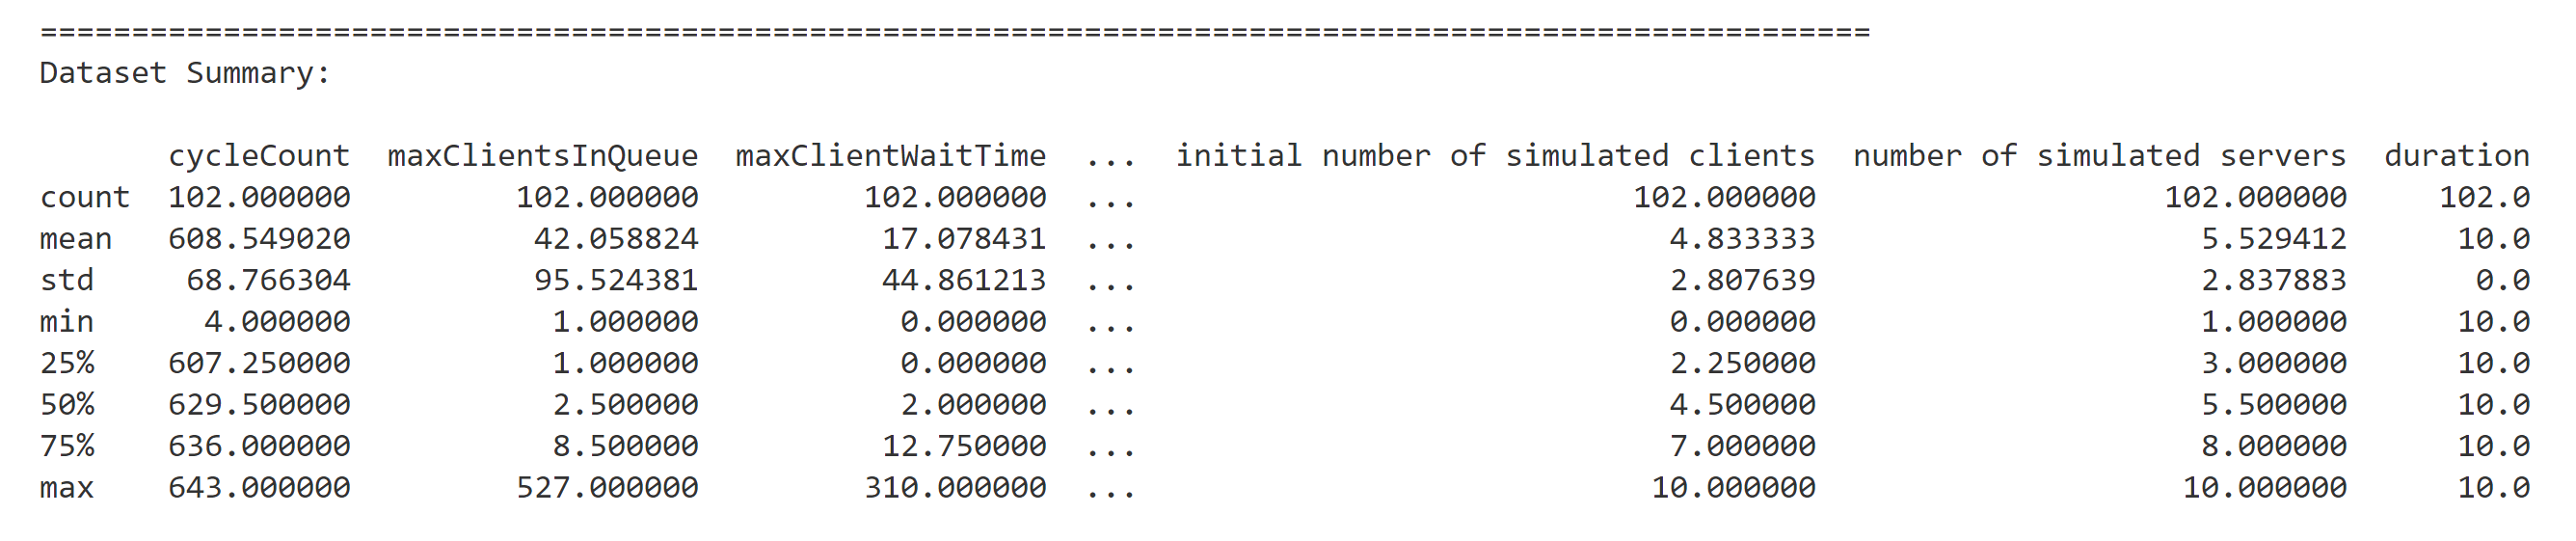 ====================================================================================================
Dataset Summary:
cycleCount maxClientsInQueue maxClientWaitTime ... initial number of simulated clients number of simulated servers duration
count 102.000000 102.000000 102.000000 ... 102.000000 102.000000 102.0
mean 608.549020 42.058824 17.078431 ... 4.833333 5.529412 10.0
std 68.766304 95.524381 44.861213 ... 2.807639 2.837883 0.0
min 4.000000 1.000000 0.000000 ... 0.000000 1.000000 10.0
25% 607.250000 1.000000 0.000000 ... 2.250000 3.000000 10.0
50% 629.500000 2.500000 2.000000 ... 4.500000 5.500000 10.0
75% 636.000000 8.500000 12.750000 ... 7.000000 8.000000 10.0
max 643.000000 527.000000 310.000000 ... 10.000000 10.000000 10.0